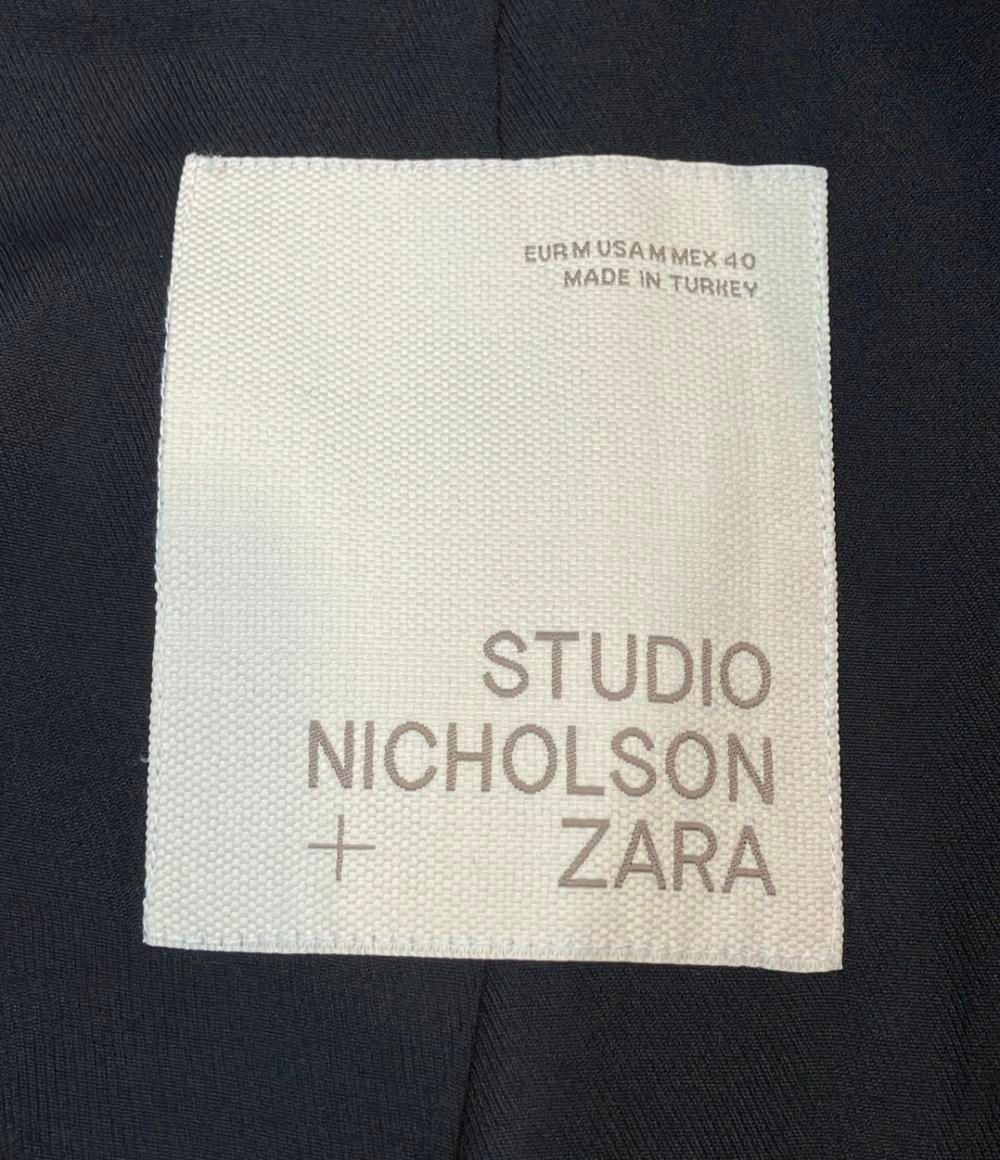 EUR M USA M MEX 40
MADE IN TURKEY
STUDIO
NICHOLSON
+ ZARA